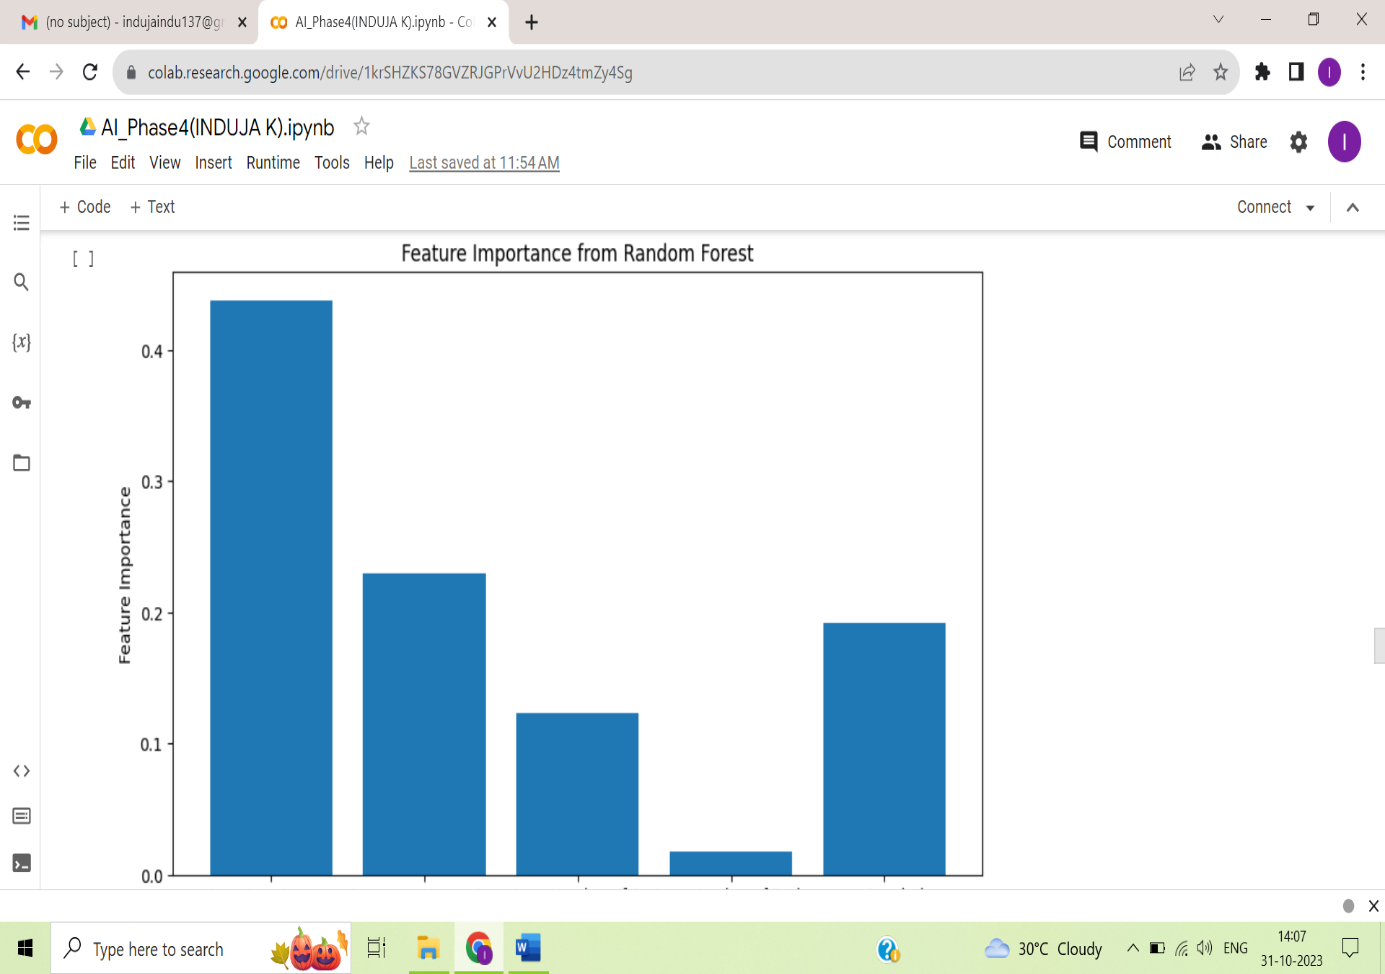 (no subject) - indujaindu137@g
AI_Phase4(INDUJA K).ipynb - Co
colab.research.google.com/drive/1krSHZKS78GVZRJGPrVvU2HDz4tmZy4Sg
I
CO
AI_Phase4(INDUJA K).ipynb
File Edit View Insert Runtime Tools Help Last saved at 11:54 AM
Comment Share I
+ Code + Text
Connect
[ ]
{x}
Feature Importance from Random Forest
Feature Importance
0.4
0.3
0.2
0.1
0.0
Type here to search
W
30°C Cloudy
ENG
14:07
31-10-2023